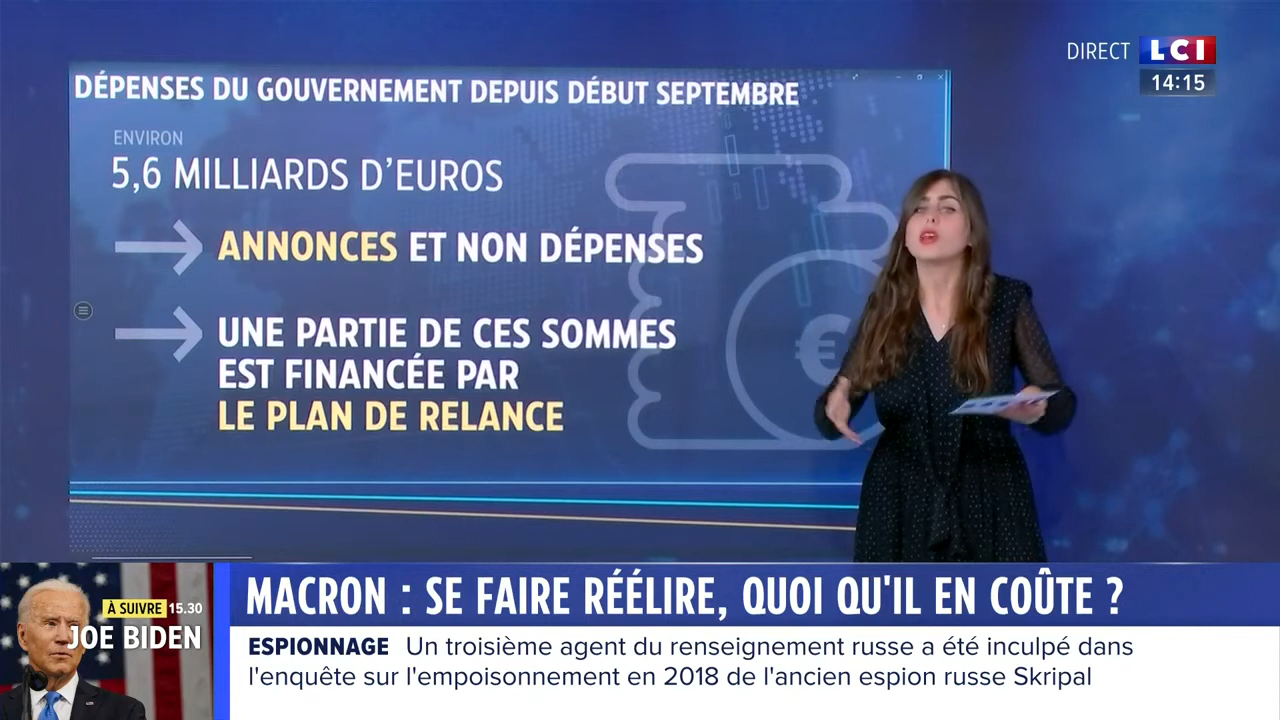 DÉPENSES DU GOUVERNEMENT DEPUIS DÉBUT SEPTEMBRE
DIRECT LCI
14:15
ENVIRON
5,6 MILLIARDS D'EUROS
ANNONCES ET NON DÉPENSES
UNE PARTIE DE CES SOMMES
EST FINANCÉE PAR
LE PLAN DE RELANCE
€
À SUIVRE 15.30
JOE BIDEN
MACRON : SE FAIRE RÉÉLIRE, QUOI QU'IL EN COÛTE ?
ESPIONNAGE Un troisième agent du renseignement russe a été inculpé dans
l'enquête sur l'empoisonnement en 2018 de l'ancien espion russe Skripal